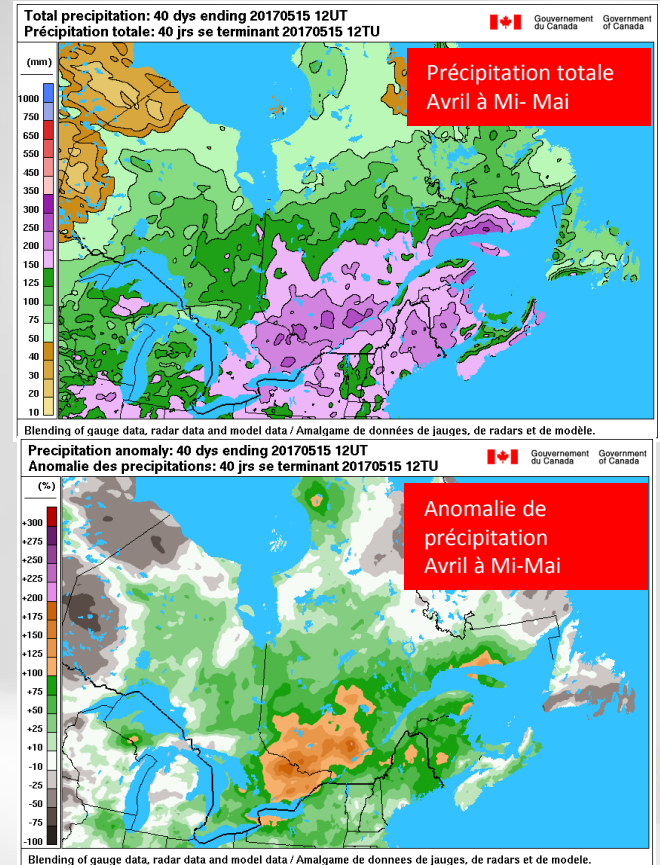 Total precipitation: 40 dys ending 20170515 12UT
Précipitation totale: 40 jrs se terminant 20170515 12TU
Gouvernement du Canada
Government of Canada
(mm)
Précipitation totale
Avril à Mi- Mai
1000
750
650
550
450
350
300
250
200
150
125
100
75
50
40
30
20
10
Blending of gauge data, radar data and model data / Amalgame de données de jauges, de radars et de modèle.
Precipitation anomaly: 40 dys ending 20170515 12UT
Anomalie des precipitations: 40 jrs se terminant 20170515 12TU
Gouvernement du Canada
Government of Canada
(%)
Anomalie de
précipitation
Avril à Mi-Mai
+300
+275
+250
+225
+200
+175
+150
+125
+100
+75
+50
+25
+10
-10
-25
-50
-75
-100
Blending of gauge data, radar data and model data / Amalgame de donnees de jauges, de radars et de modele.